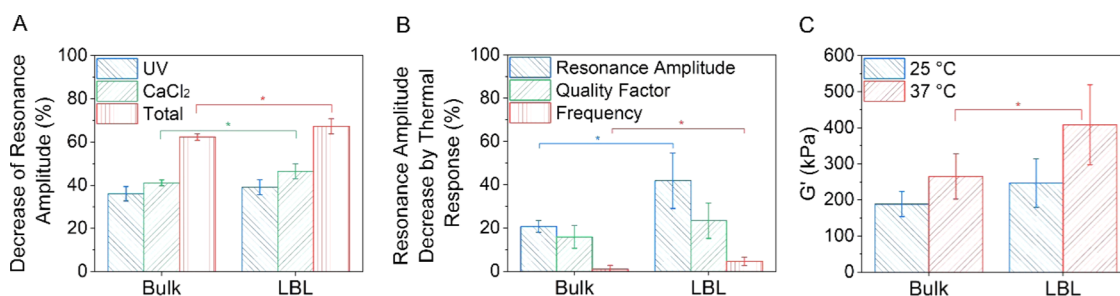 A
Decrease of Resonance
Amplitude (%)
100
80
60
40
20
0
UV
CaCl₂
Total
*
*
Bulk
LBL
B
Resonance Amplitude
Decrease by Thermal
Response (%)
100
80
60
40
20
0
Resonance Amplitude
Quality Factor
Frequency
*
*
Bulk
LBL
C
G' (kPa)
600
500
400
300
200
100
0
25 °C
37 °C
*
Bulk
LBL